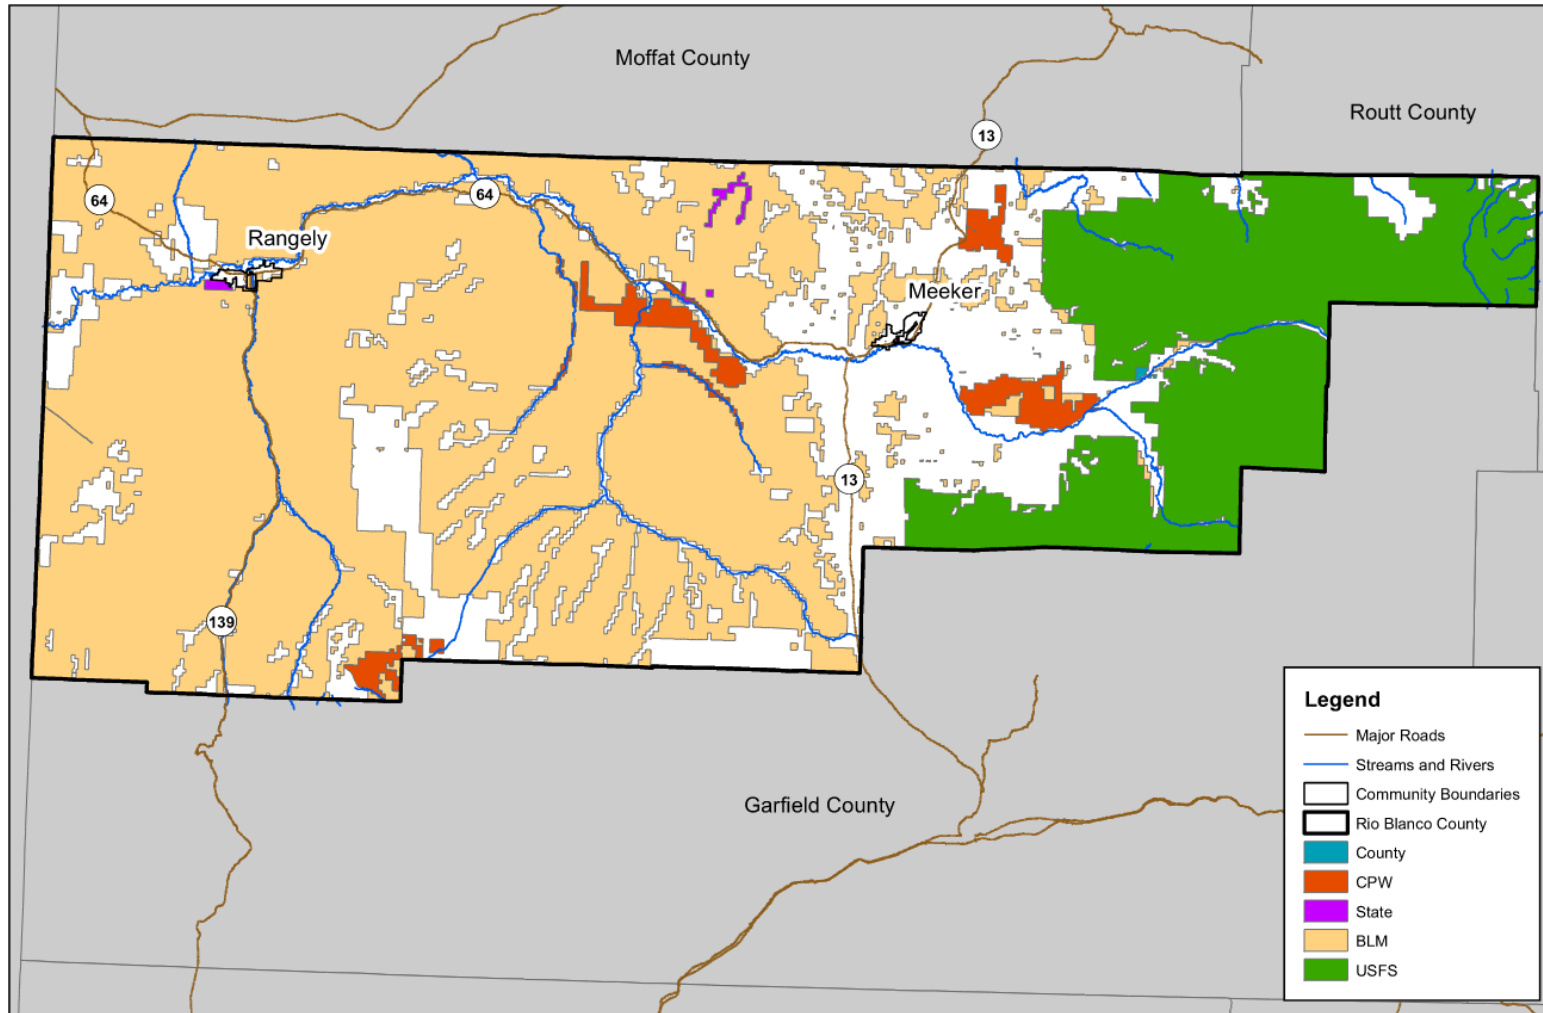 Moffat County
Routt County
13
64
64
Rangely
Meeker
13
139
Garfield County
Legend
Major Roads
Streams and Rivers
Community Boundaries
Rio Blanco County
County
CPW
State
BLM
USFS